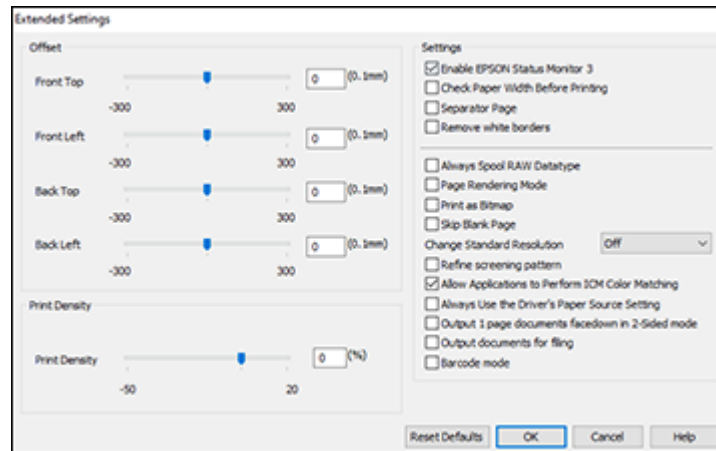 Extended Settings
Offset
Front Top
0 (0.1mm)
-300 300
Front Left
0 (0.1mm)
-300 300
Back Top
0 (0.1mm)
-300 300
Back Left
0 (0.1mm)
-300 300
Print Density
Print Density
0 (%)
-50 20
Settings
Enable EPSON Status Monitor 3
Check Paper Width Before Printing
Separator Page
Remove white borders
Always Spool RAW Datatype
Page Rendering Mode
Print as Bitmap
Skip Blank Page
Change Standard Resolution Off
Refine screening pattern
Allow Applications to Perform ICM Color Matching
Always Use the Driver's Paper Source Setting
Output 1 page documents facedown in 2-Sided mode
Output documents for filing
Barcode mode
Reset Defaults OK Cancel Help